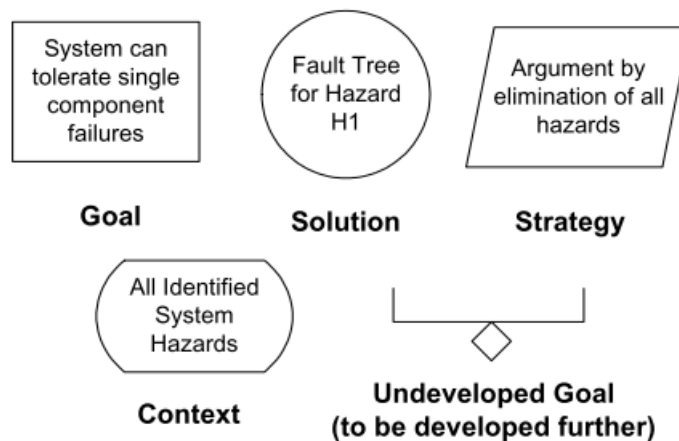 System can
tolerate single
component
failures
Fault Tree
for Hazard
H1
Argument by
elimination of all
hazards
Goal
Solution
Strategy
All Identified
System
Hazards
Context
Undeveloped Goal
(to be developed further)